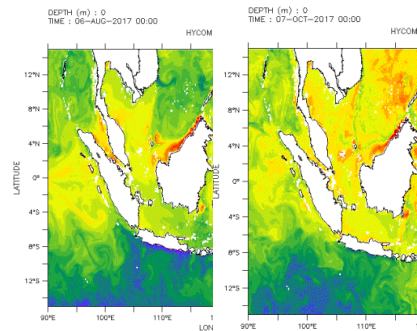 DEPTH (m) : 0
TIME : 06-AUG-2017 00:00
HYCOM
12°N
8°N
4°N
0°
4°S
8°S
12°S
LATITUDE
90°E
100°E
110°E
LON
DEPTH (m) : 0
TIME : 07-OCT-2017 00:00
HYCOM
12°N
8°N
4°N
0°
4°S
8°S
12°S
LATITUDE
90°E
100°E
110°E